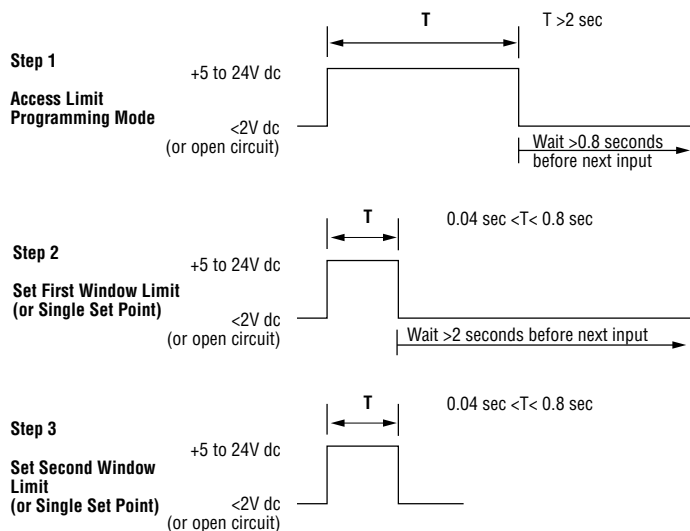 T
T >2 sec
Step 1
+5 to 24V dc
Access Limit
Programming Mode
<2V dc
(or open circuit)
Wait >0.8 seconds
before next input
T
0.04 sec <T< 0.8 sec
Step 2
+5 to 24V dc
Set First Window Limit
(or Single Set Point)
<2V dc
(or open circuit)
Wait >2 seconds before next input
T
0.04 sec <T< 0.8 sec
Step 3
+5 to 24V dc
Set Second Window
Limit
(or Single Set Point)
<2V dc
(or open circuit)